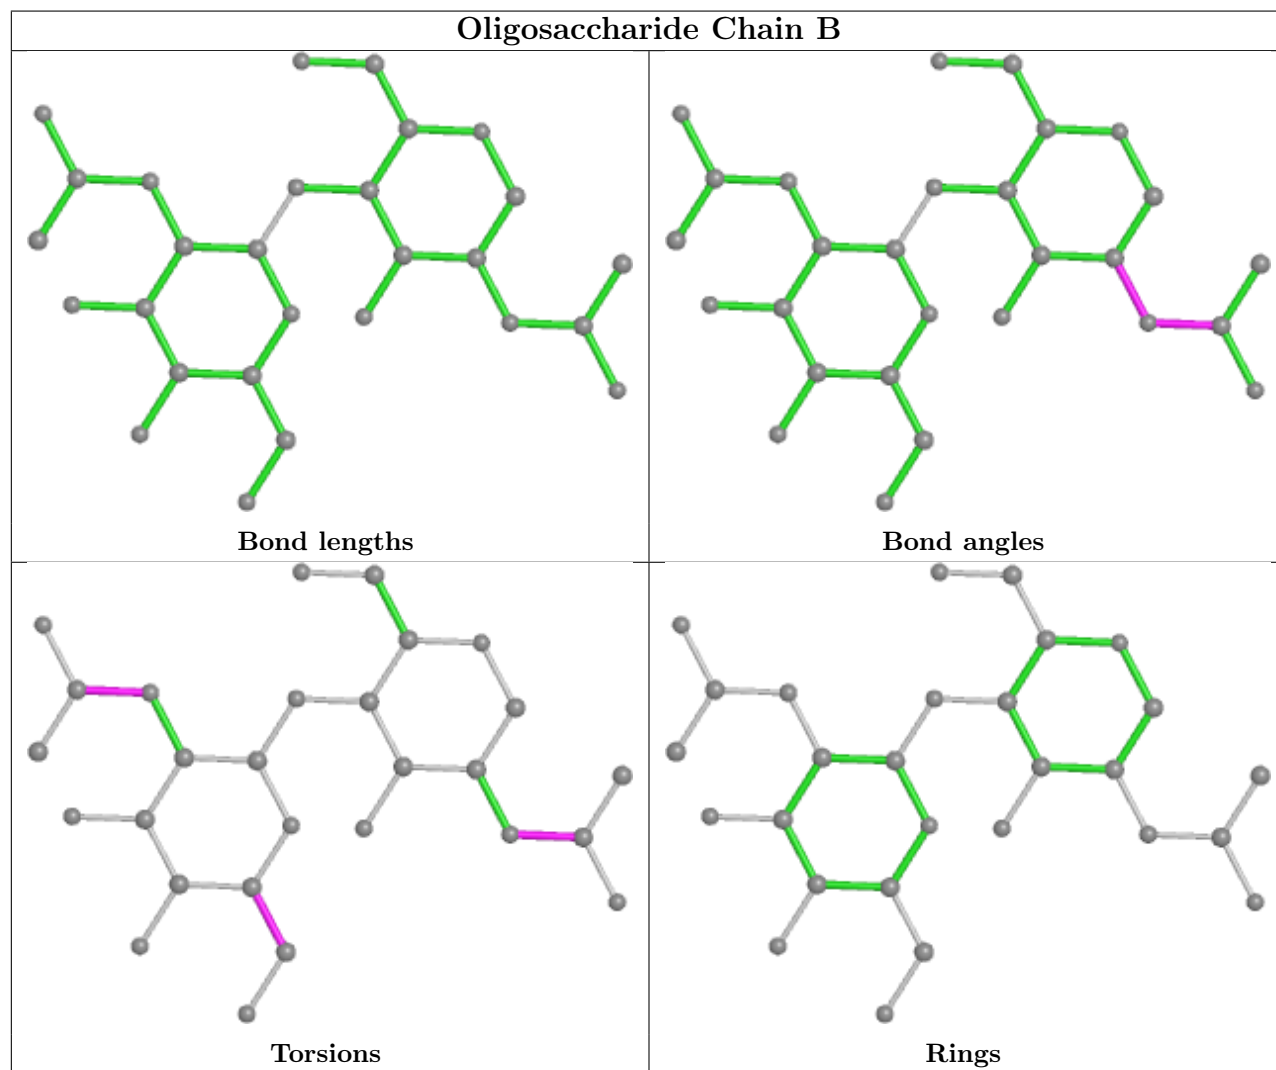 Oligosaccharide Chain B
Bond lengths
Bond angles
Torsions
Rings